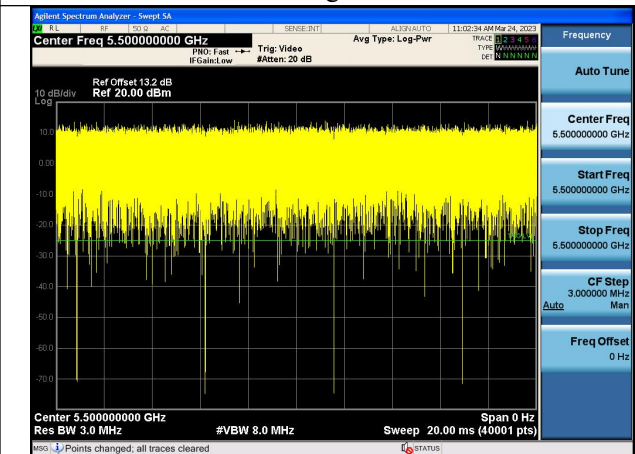 Agilent Spectrum Analyzer - Swept SA
RL RF 50 Ω AC SENSE:INT ALIGN AUTO 11:02:34 AM Mar 24, 2023
Center Freq 5.500000000 GHz
PNO: Fast
IFGain:Low
Trig: Video
#Atten: 20 dB
Avg Type: Log-Pwr
TRACE 1 2 3 4 5 6
TYPE
DET N N N N N N
Ref Offset 13.2 dB
10 dB/div Ref 20.00 dBm
Log
10.0
0.00
-10.0
-20.0
-30.0
-40.0
-50.0
-60.0
-70.0
Center 5.500000000 GHz Span 0 Hz
Res BW 3.0 MHz #VBW 8.0 MHz Sweep 20.00 ms (40001 pts)
MSG Points changed; all traces cleared STATUS
Frequency
Auto Tune
Center Freq
5.500000000 GHz
Start Freq
5.500000000 GHz
Stop Freq
5.500000000 GHz
CF Step
3.000000 MHz
Auto Man
Freq Offset
0 Hz